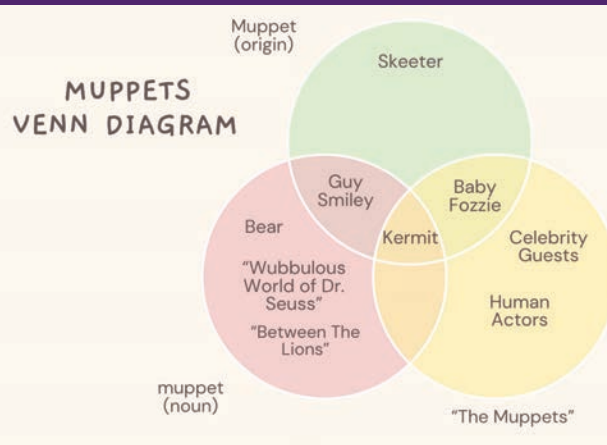 Muppet
(origin)
MUPPETS
VENN DIAGRAM
Skeeter
Guy
Smiley
Baby
Fozzie
Bear
Kermit
Celebrity
Guests
"Wubbulous
World of Dr.
Seuss"
Human
Actors
"Between The
Lions"
muppet
(noun)
"The Muppets"